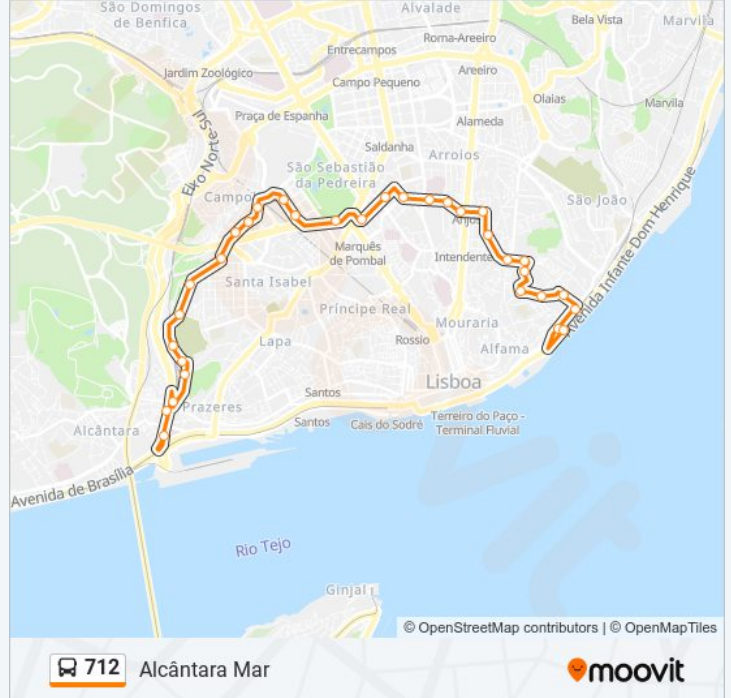 São Domingos
de Benfica
Alvalade
Bela Vista
Marvila
Roma-Areeiro
Entrecampos
Jardim Zoológico
Campo Pequeno
Areeiro
Olaias
Marvila
Praça de Espanha
Alameda
Eixo Norte-Sul
Saldanha
Arroios
São Sebastião
da Pedreira
Campo
São João
Anjos
Avenida Infante Dom Henrique
Marquês
de Pombal
Intendente
Santa Isabel
Príncipe Real
Mouraria
Lapa
Rossio
Alfama
Lisboa
Santos
Prazeres
Santos
Cais do Sodré
Terreiro do Paço -
Terminal Fluvial
Alcântara
Avenida de Brasília
Rio Tejo
Ginjal
© OpenStreetMap contributors | © OpenMapTiles
712 Alcântara Mar
moovit